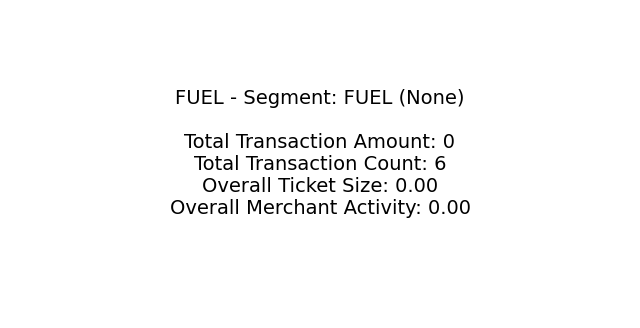 FUEL - Segment: FUEL (None)
Total Transaction Amount: 0
Total Transaction Count: 6
Overall Ticket Size: 0.00
Overall Merchant Activity: 0.00